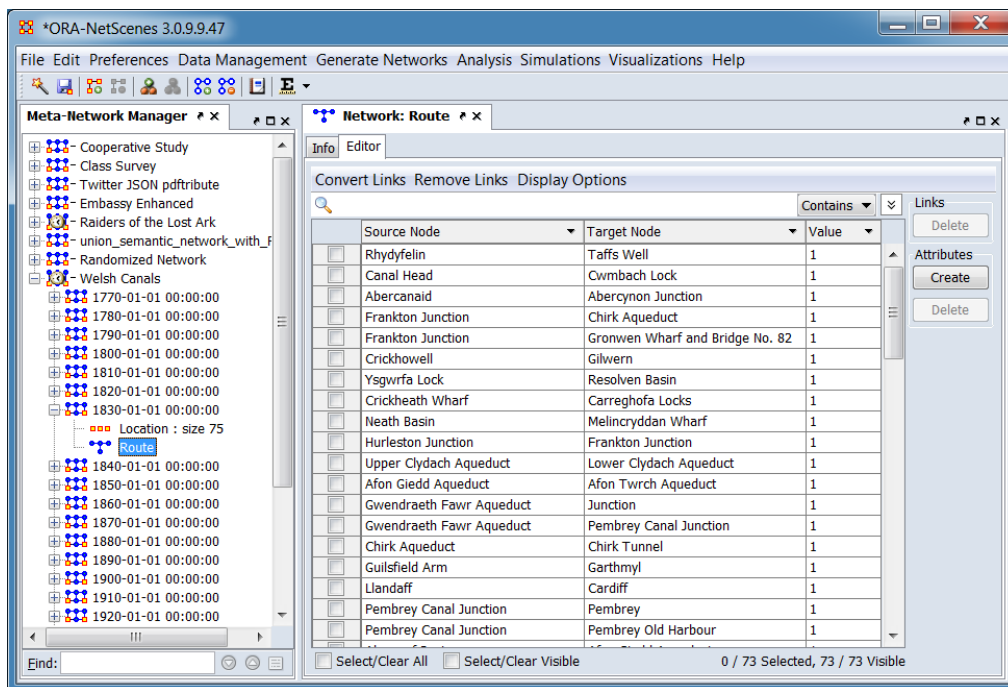 *ORA-NetScenes 3.0.9.9.47
File Edit Preferences Data Management Generate Networks Analysis Simulations Visualizations Help
Meta-Network Manager
Cooperative Study
Class Survey
Twitter JSON pdftribute
Embassy Enhanced
Raiders of the Lost Ark
union_semantic_network_with_F
Randomized Network
Welsh Canals
1770-01-01 00:00:00
1780-01-01 00:00:00
1790-01-01 00:00:00
1800-01-01 00:00:00
1810-01-01 00:00:00
1820-01-01 00:00:00
1830-01-01 00:00:00
Location : size 75
Route
1840-01-01 00:00:00
1850-01-01 00:00:00
1860-01-01 00:00:00
1870-01-01 00:00:00
1880-01-01 00:00:00
1890-01-01 00:00:00
1900-01-01 00:00:00
1910-01-01 00:00:00
1920-01-01 00:00:00
Find:
Network: Route
Info Editor
Convert Links Remove Links Display Options
Contains
Source Node Target Node Value
Rhydyfelin Taffs Well 1
Canal Head Cwmbach Lock 1
Abercanaid Abercynon Junction 1
Frankton Junction Chirk Aqueduct 1
Frankton Junction Gronwen Wharf and Bridge No. 82 1
Crickhowell Gilwern 1
Ysgwrfa Lock Resolven Basin 1
Crickheath Wharf Carreghofa Locks 1
Neath Basin Melincryddan Wharf 1
Hurleston Junction Frankton Junction 1
Upper Clydach Aqueduct Lower Clydach Aqueduct 1
Afon Giedd Aqueduct Afon Twrch Aqueduct 1
Gwendraeth Fawr Aqueduct Junction 1
Gwendraeth Fawr Aqueduct Pembrey Canal Junction 1
Chirk Aqueduct Chirk Tunnel 1
Guilsfield Arm Garthmyl 1
Llandaff Cardiff 1
Pembrey Canal Junction Pembrey 1
Pembrey Canal Junction Pembrey Old Harbour 1
Select/Clear All Select/Clear Visible 0 / 73 Selected, 73 / 73 Visible
Links
Delete
Attributes
Create
Delete